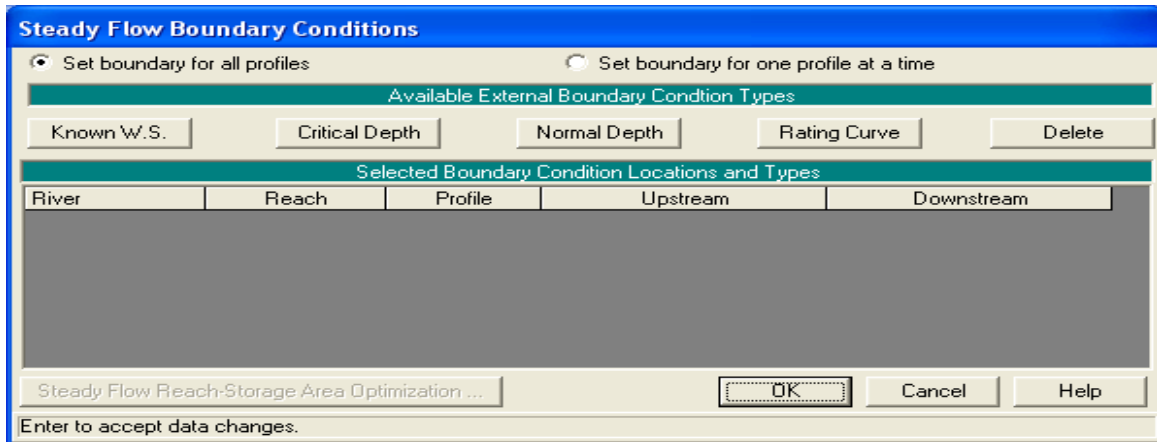 Steady Flow Boundary Conditions
Set boundary for all profiles Set boundary for one profile at a time
Available External Boundary Condtion Types
Known W.S. Critical Depth Normal Depth Rating Curve Delete
Selected Boundary Condition Locations and Types
River Reach Profile Upstream Downstream
Steady Flow Reach-Storage Area Optimization ... OK Cancel Help
Enter to accept data changes.